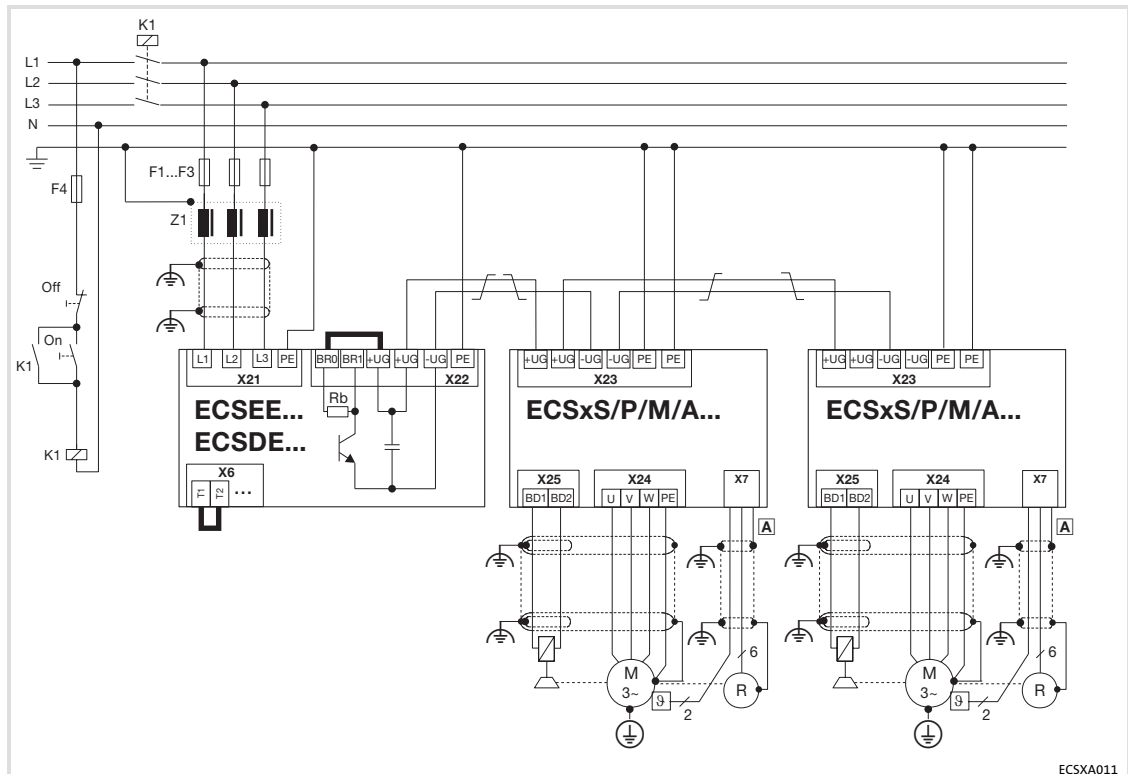 K1
L1
L2
L3
N
F1...F3
F4
Z1
Off
On
K1
K1
L1 L2 L3 PE
X21
BR0 BR1 +UG +UG -UG PE
X22
Rb
ECSEE...
ECSDE...
X6
T1 T2 ...
+UG +UG -UG -UG PE PE
X23
ECSxS/P/M/A...
X25
BD1 BD2
X24
U V W PE
X7
A
M
3~
ϑ
2
6
R
+UG +UG -UG -UG PE PE
X23
ECSxS/P/M/A...
X25
BD1 BD2
X24
U V W PE
X7
A
M
3~
ϑ
2
6
R
ECSXA011